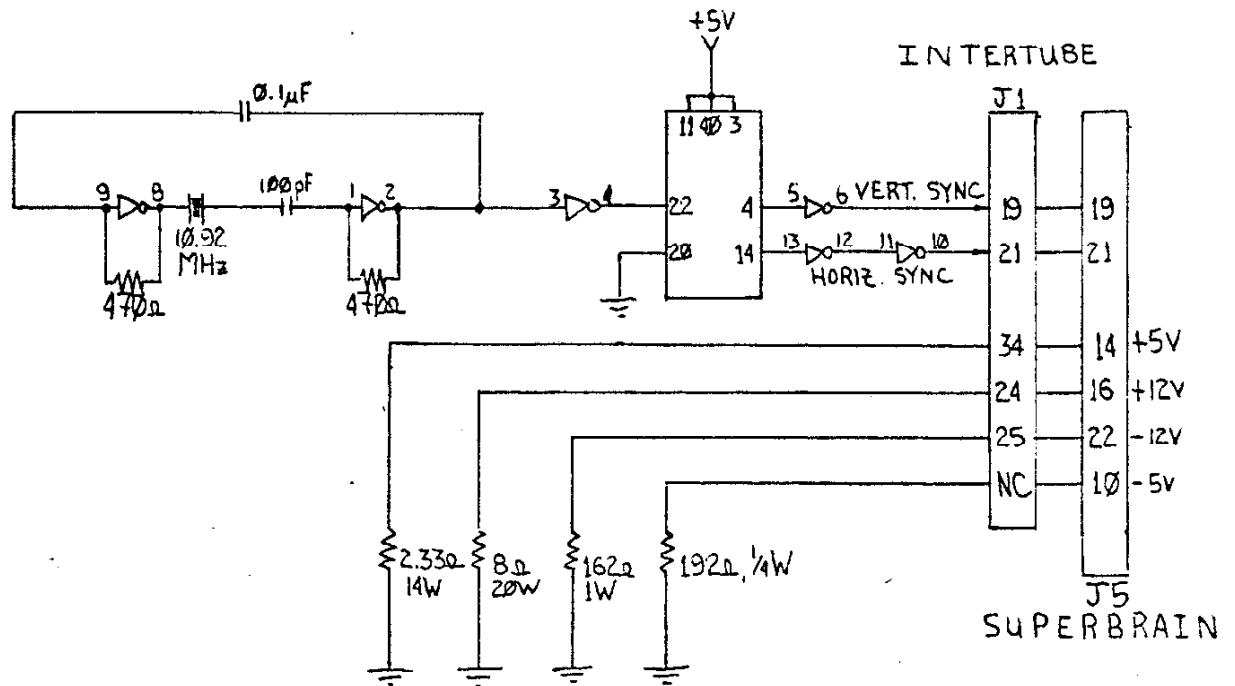 +5V
INTERTUBE
J1
0.1μF
11 40 3
9 8 100pF 1 2 3 4 22 4 5 6 VERT. SYNC 19 19
10.92
MHz
20 14 13 12 11 10 21 21
HORIZ. SYNC
470Ω 470Ω
34 14 +5V
24 16 +12V
25 22 -12V
NC 10 -5V
2.33Ω 8Ω 162Ω 192Ω, 1/4W
14W 20W 1W
J5
SUPERBRAIN